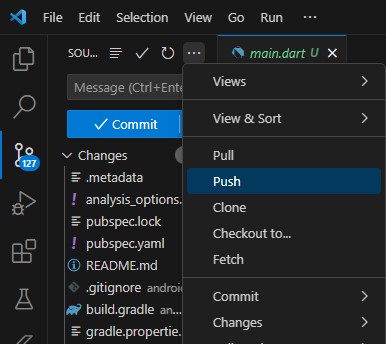 File Edit Selection View Go Run
SOU...
main.dart U
Message (Ctrl+Ente
Commit
127
Changes
.metadata
analysis_options.
pubspec.lock
pubspec.yaml
README.md
.gitignore android
build.gradle an...
gradle.propertie...
Views
View & Sort
Pull
Push
Clone
Checkout to...
Fetch
Commit
Changes